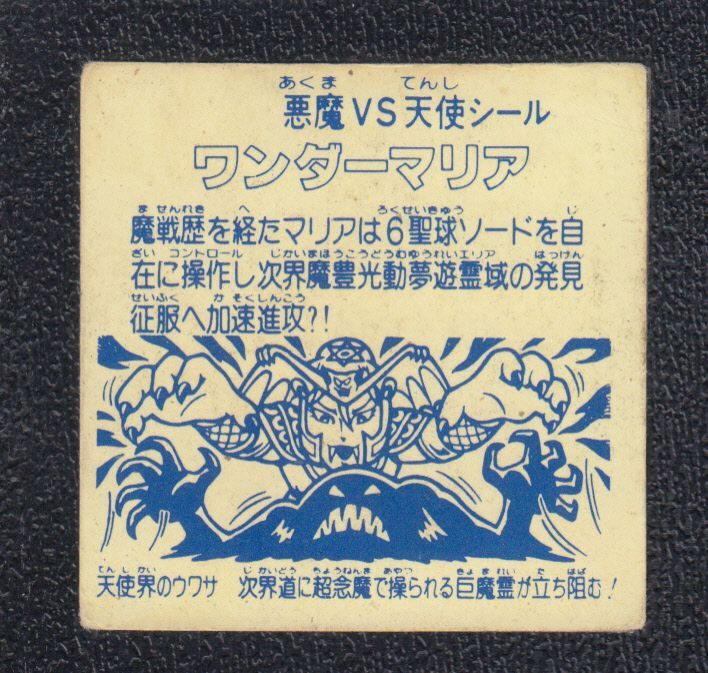 あくま てんし
悪魔VS天使シール
ワンダーマリア
ませんれき へ ろくせいきゅう じ
魔戦歴を経たマリアは6聖球ソードを自
ざい コントロール じかいまほうこうどうむゆうれいエリア はっけん
在に操作し次界魔豊光動夢遊霊域の発見
せいふく かそくしんこう
征服へ加速進攻?!
てんしかい じかいどう ちょうねんま あやつ きょまれい た はば
天使界のウワサ 次界道に超念魔で操られる巨魔霊が立ち阻む!